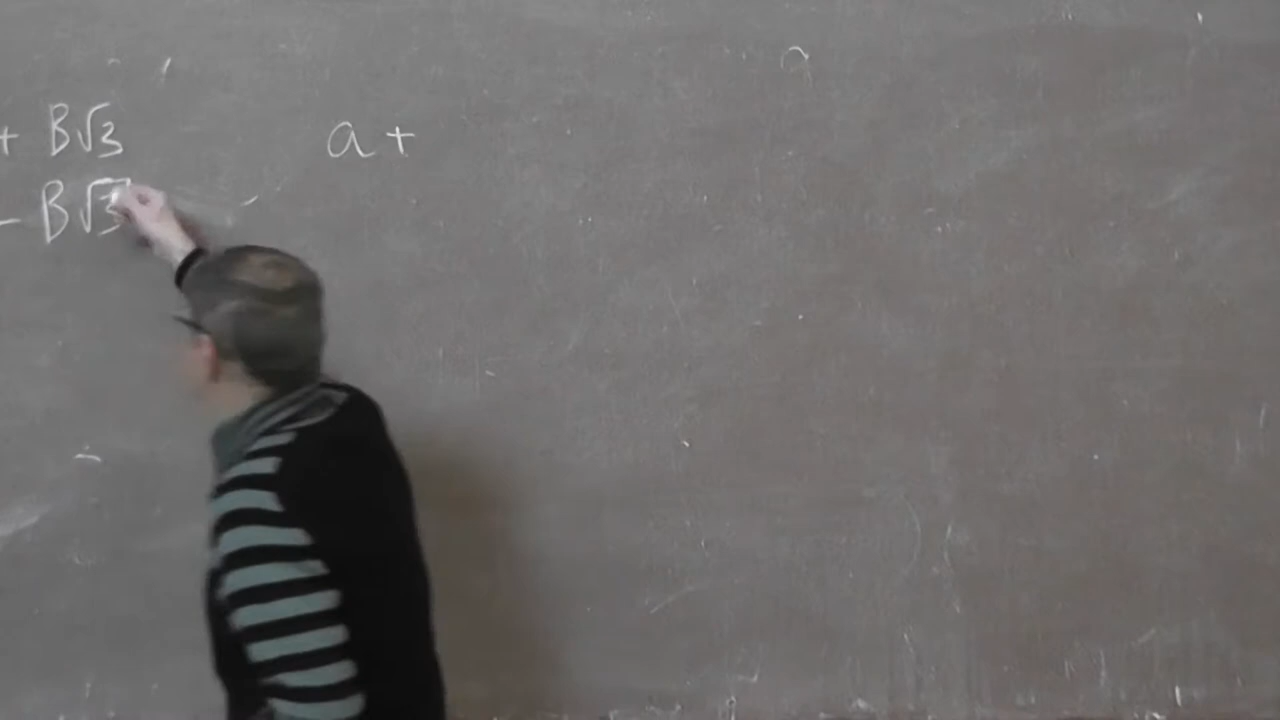 + B√3
a +
- B√3